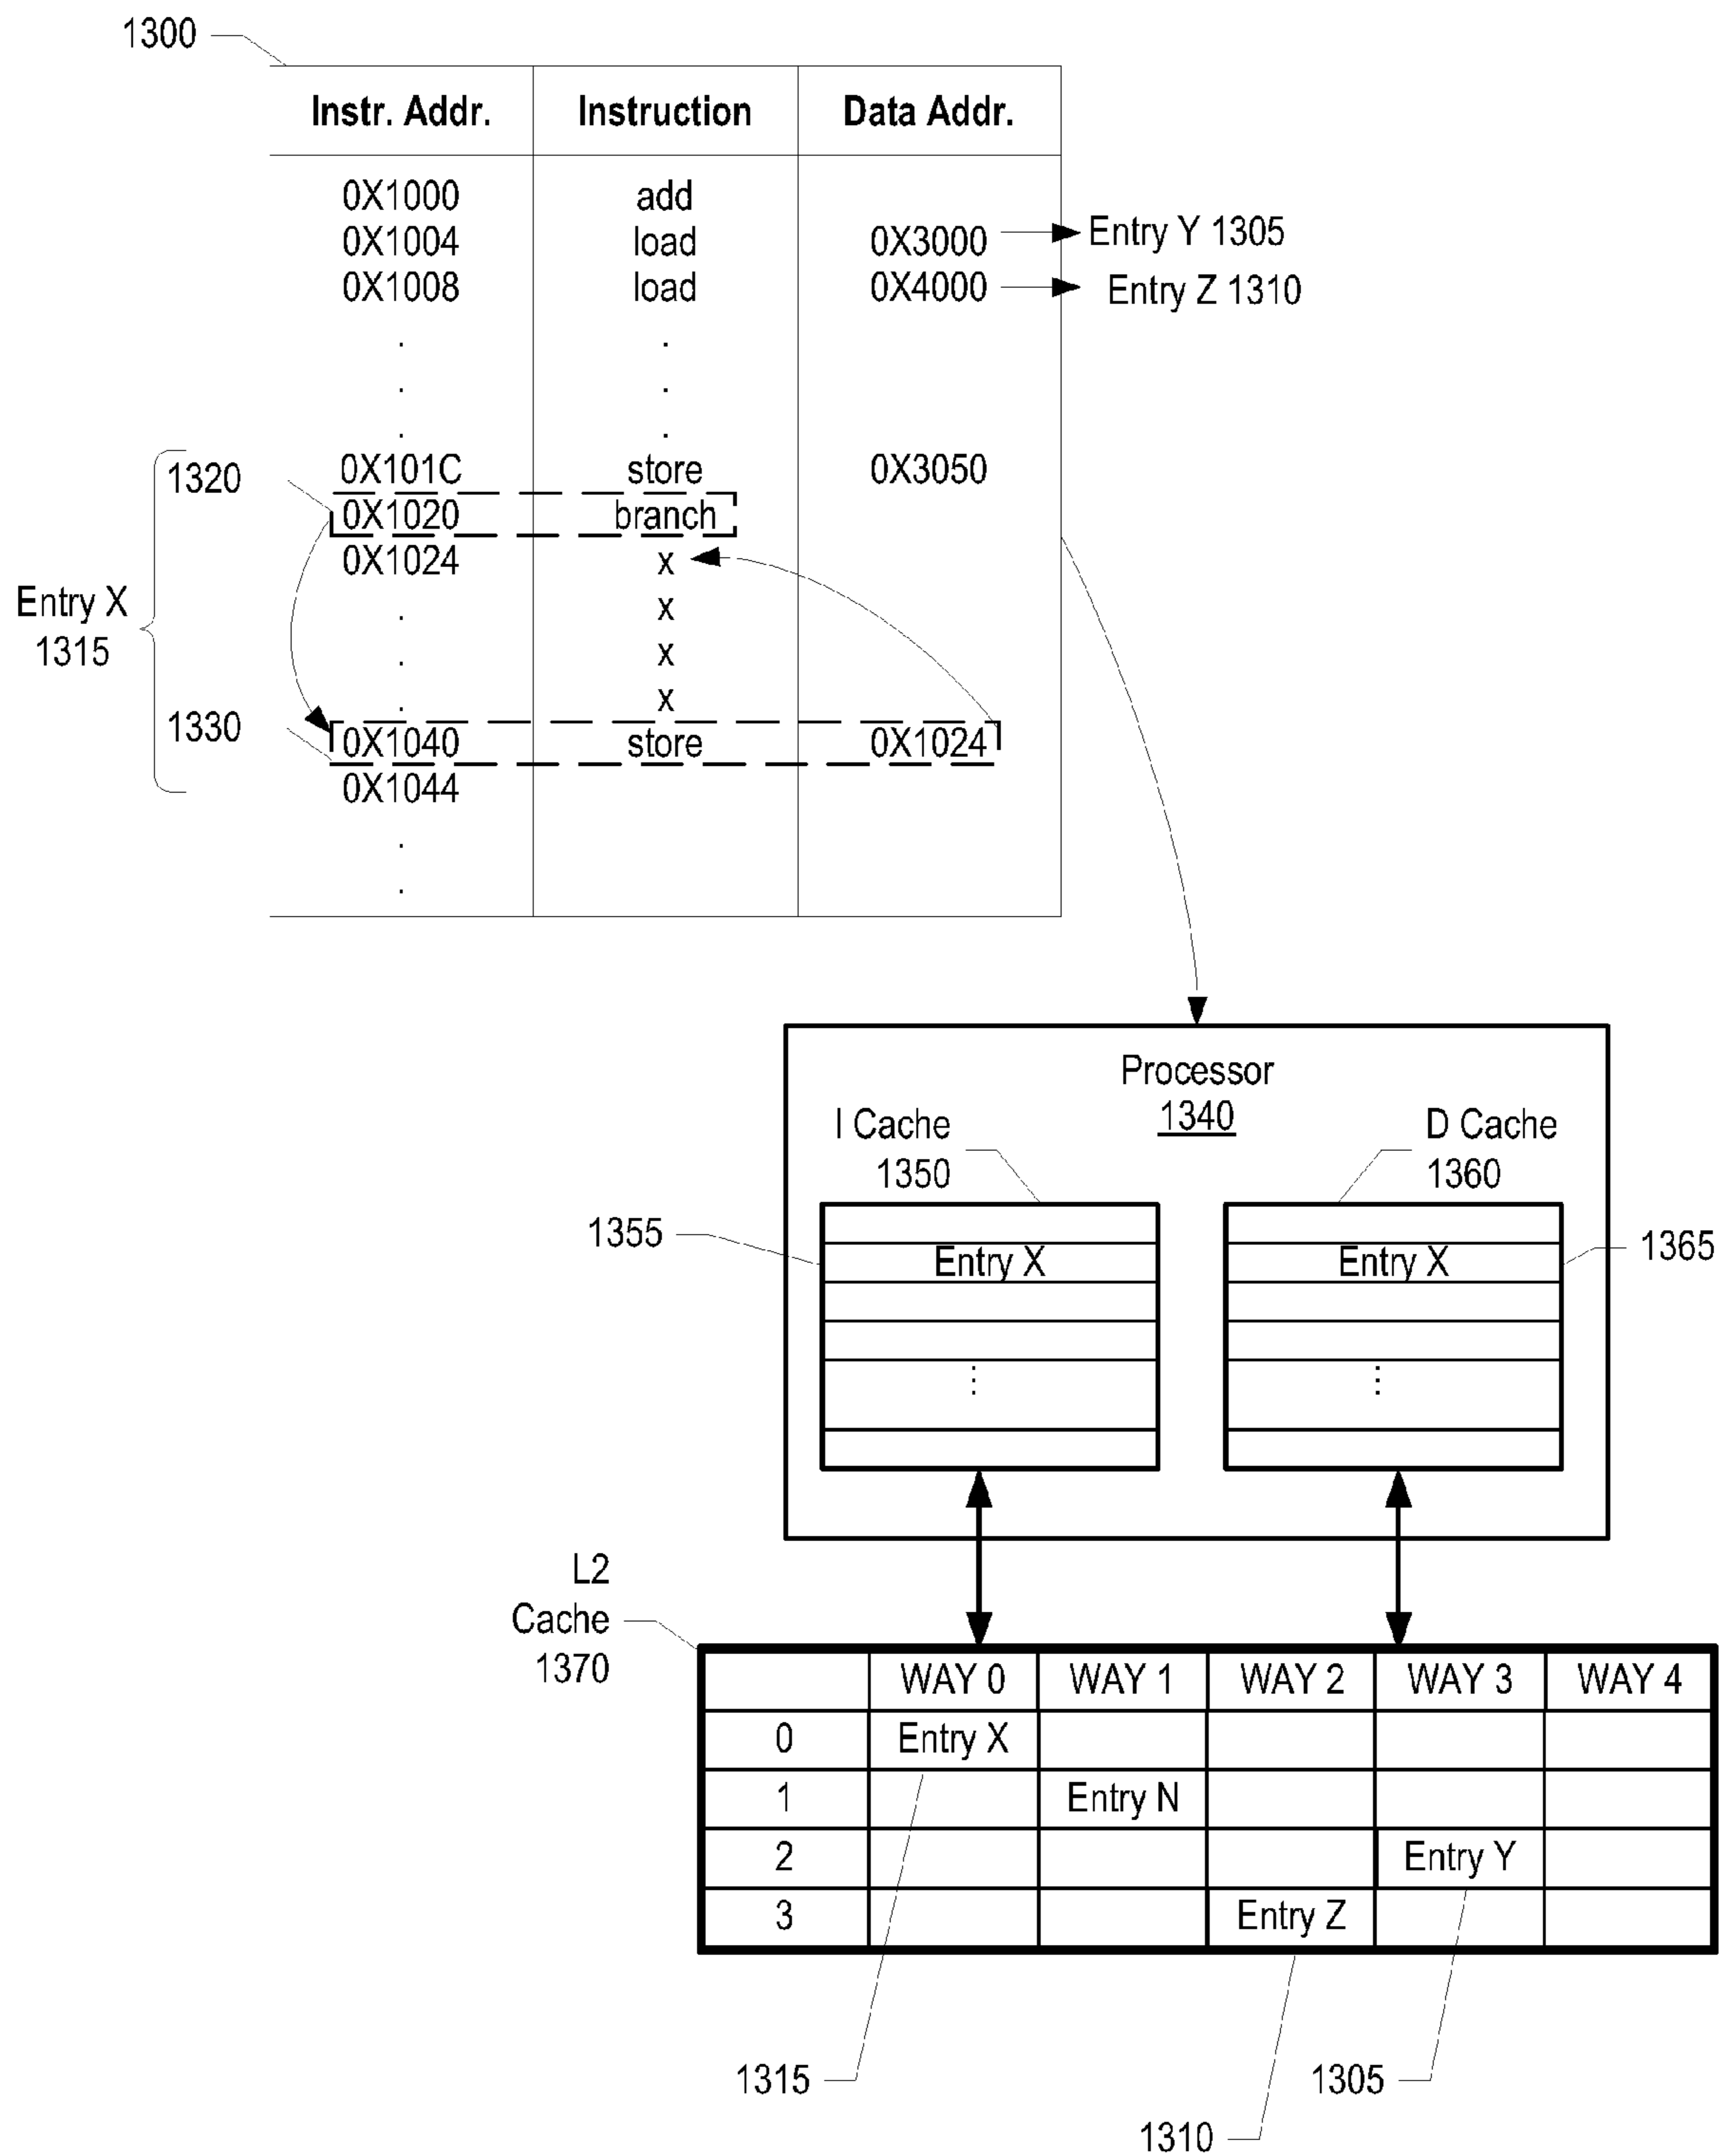 1300
Instr. Addr. Instruction Data Addr.
0X1000 add
0X1004 load 0X3000 Entry Y 1305
0X1008 load 0X4000 Entry Z 1310
. .
. .
. .
1320 0X101C store 0X3050
0X1020 branch
0X1024 x
Entry X . x
1315 . x
. x
1330 0X1040 store 0X1024
0X1044
.
.
Processor
1340
I Cache D Cache
1350 1360
1355 Entry X Entry X 1365
⋮ ⋮
L2
Cache
1370
WAY 0 WAY 1 WAY 2 WAY 3 WAY 4
0 Entry X
1 Entry N
2 Entry Y
3 Entry Z
1315 1305
1310